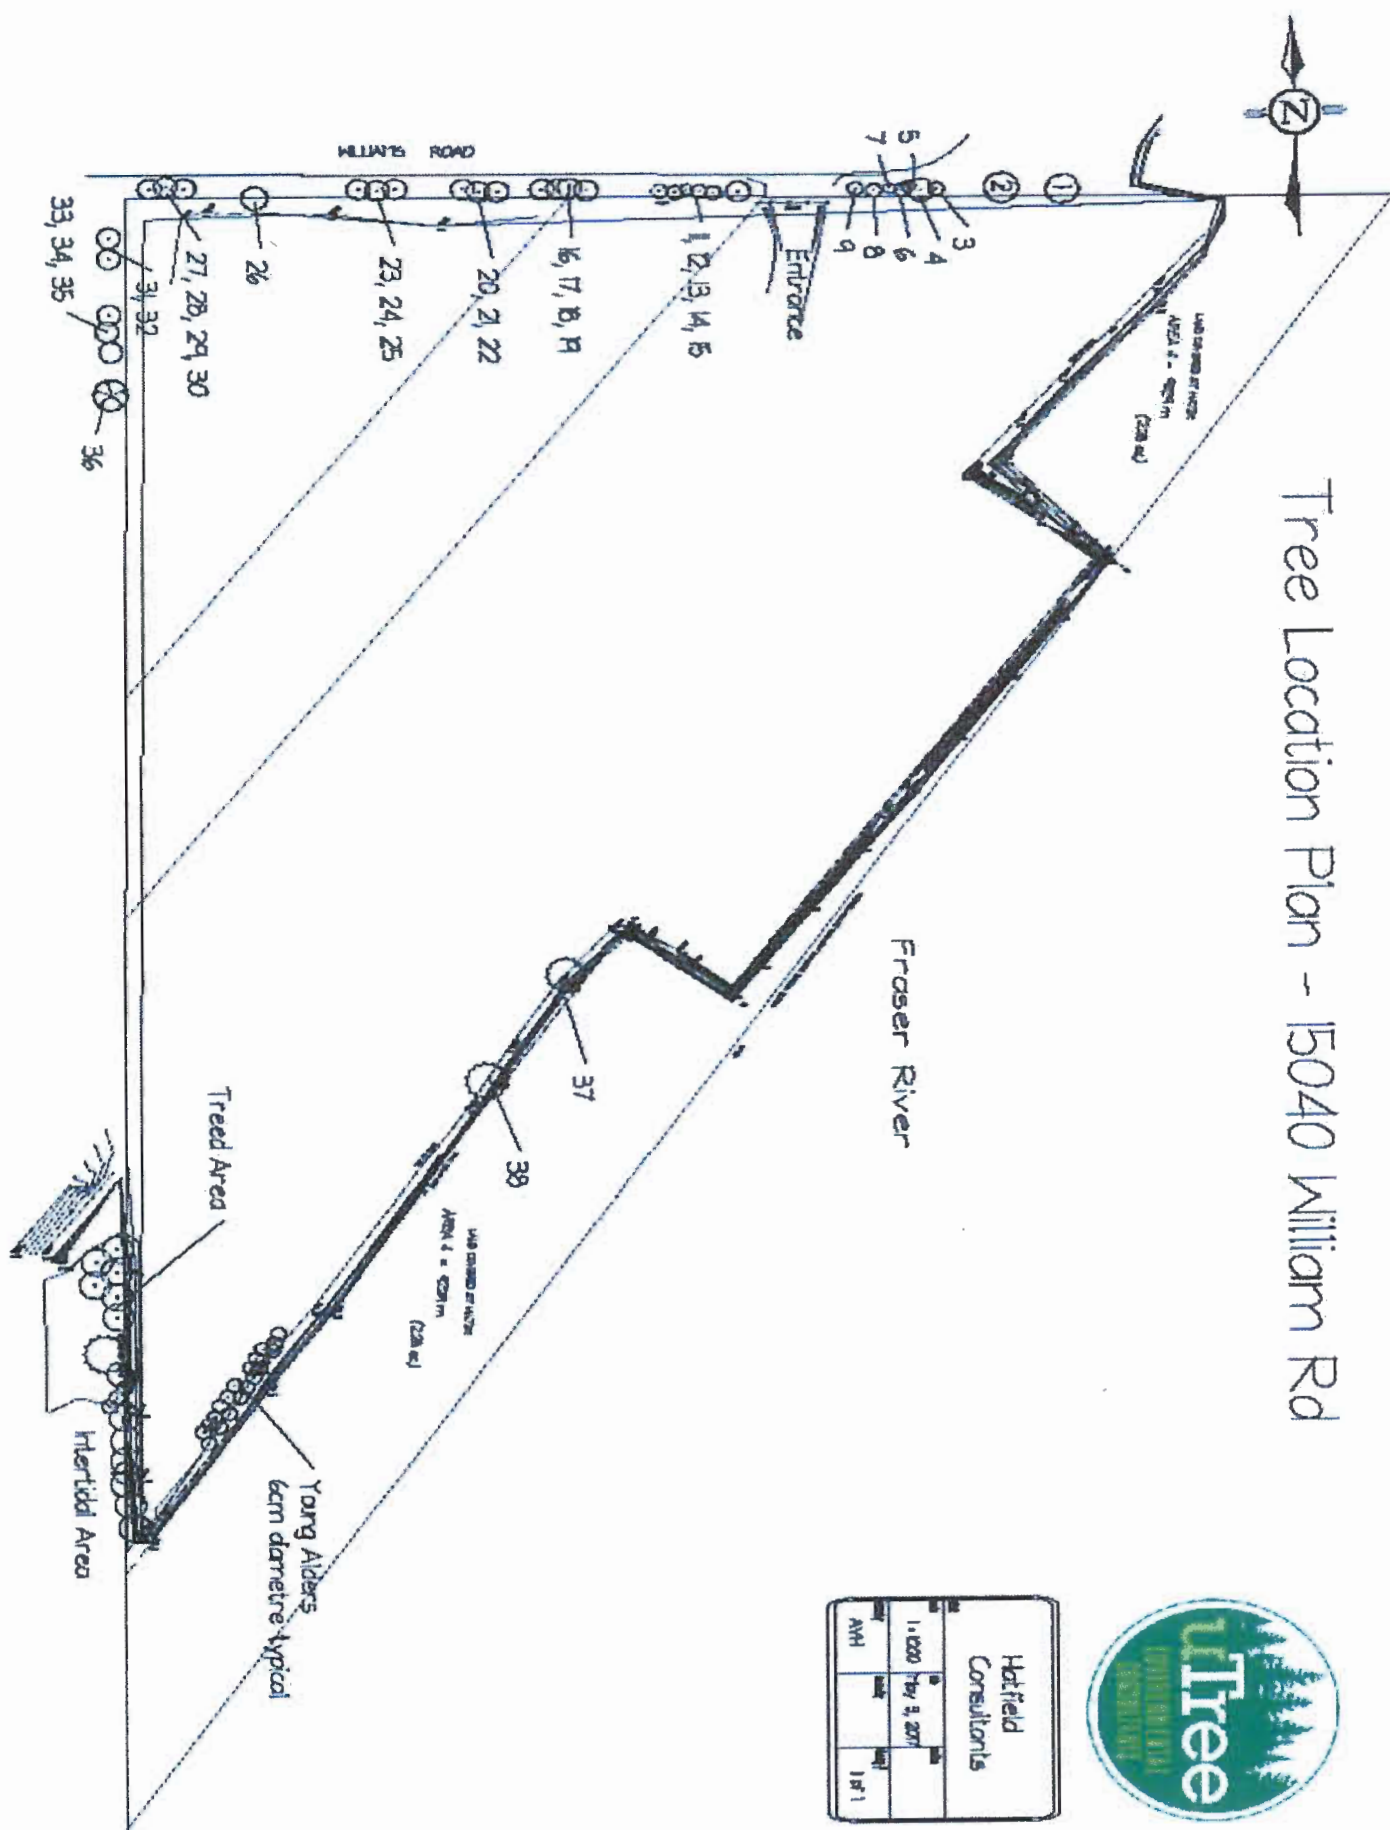 Tree Location Plan - 15040 William Rd
N
WILLIAMS ROAD
1
2
3
4
5
6
7
8
9
Entrance
11, 12, 13, 14, 15
16, 17, 18, 19
20, 21, 22
23, 24, 25
26
27, 28, 29, 30
31, 32
33, 34, 35
36
Fraser River
37
38
Treed Area
Intertidal Area
Young Alders
6cm diametre typical
Hatfield
Consultants
1:1000
AVH
1 of 1
uTree